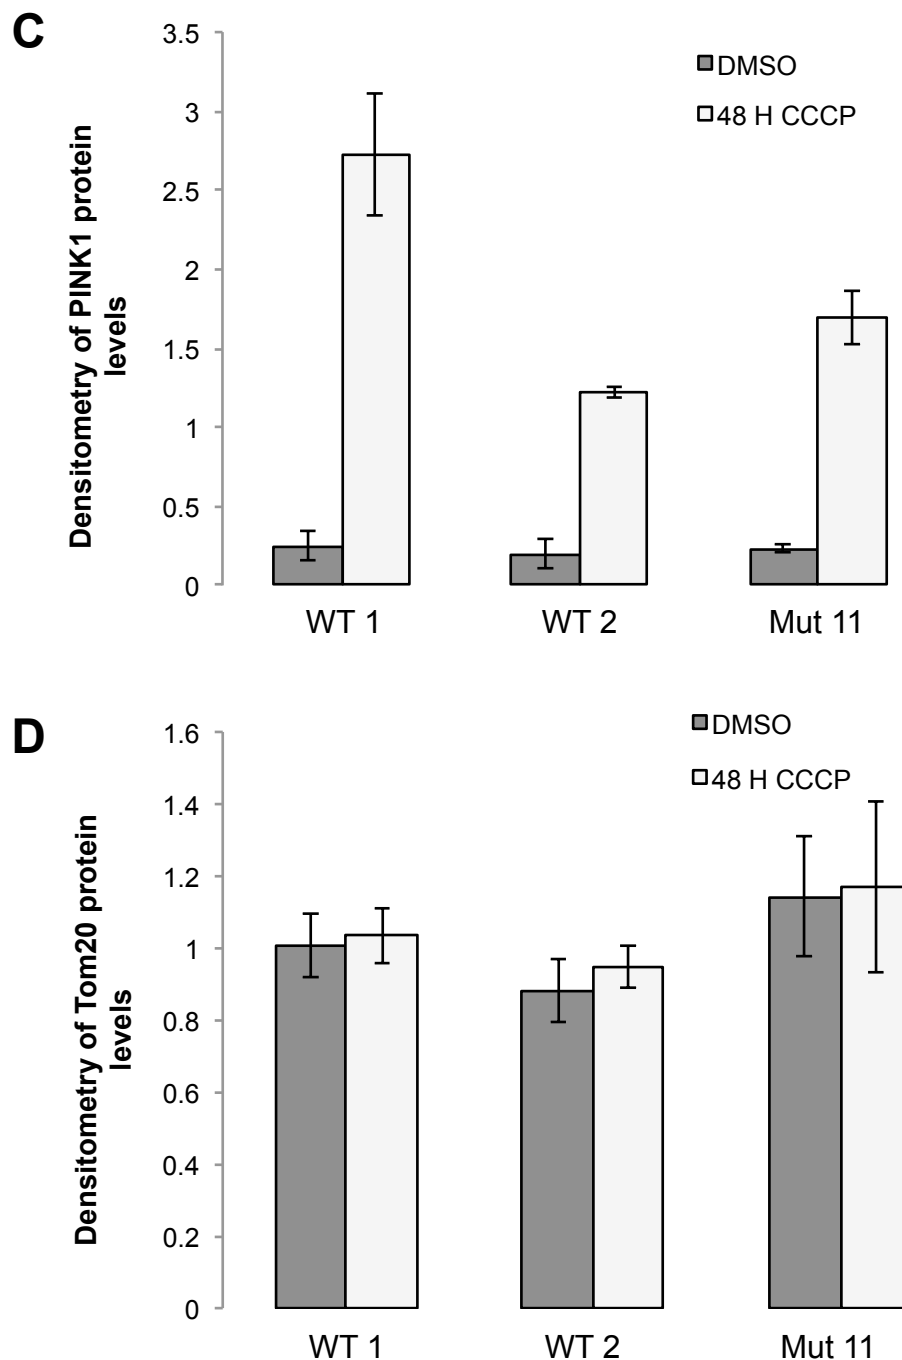 C
3.5
3
2.5
2
1.5
1
0.5
0
Densitometry of PINK1 protein
levels
DMSO
48 H CCCP
WT 1
WT 2
Mut 11
D
1.6
1.4
1.2
1
0.8
0.6
0.4
0.2
0
Densitometry of Tom20 protein
levels
DMSO
48 H CCCP
WT 1
WT 2
Mut 11